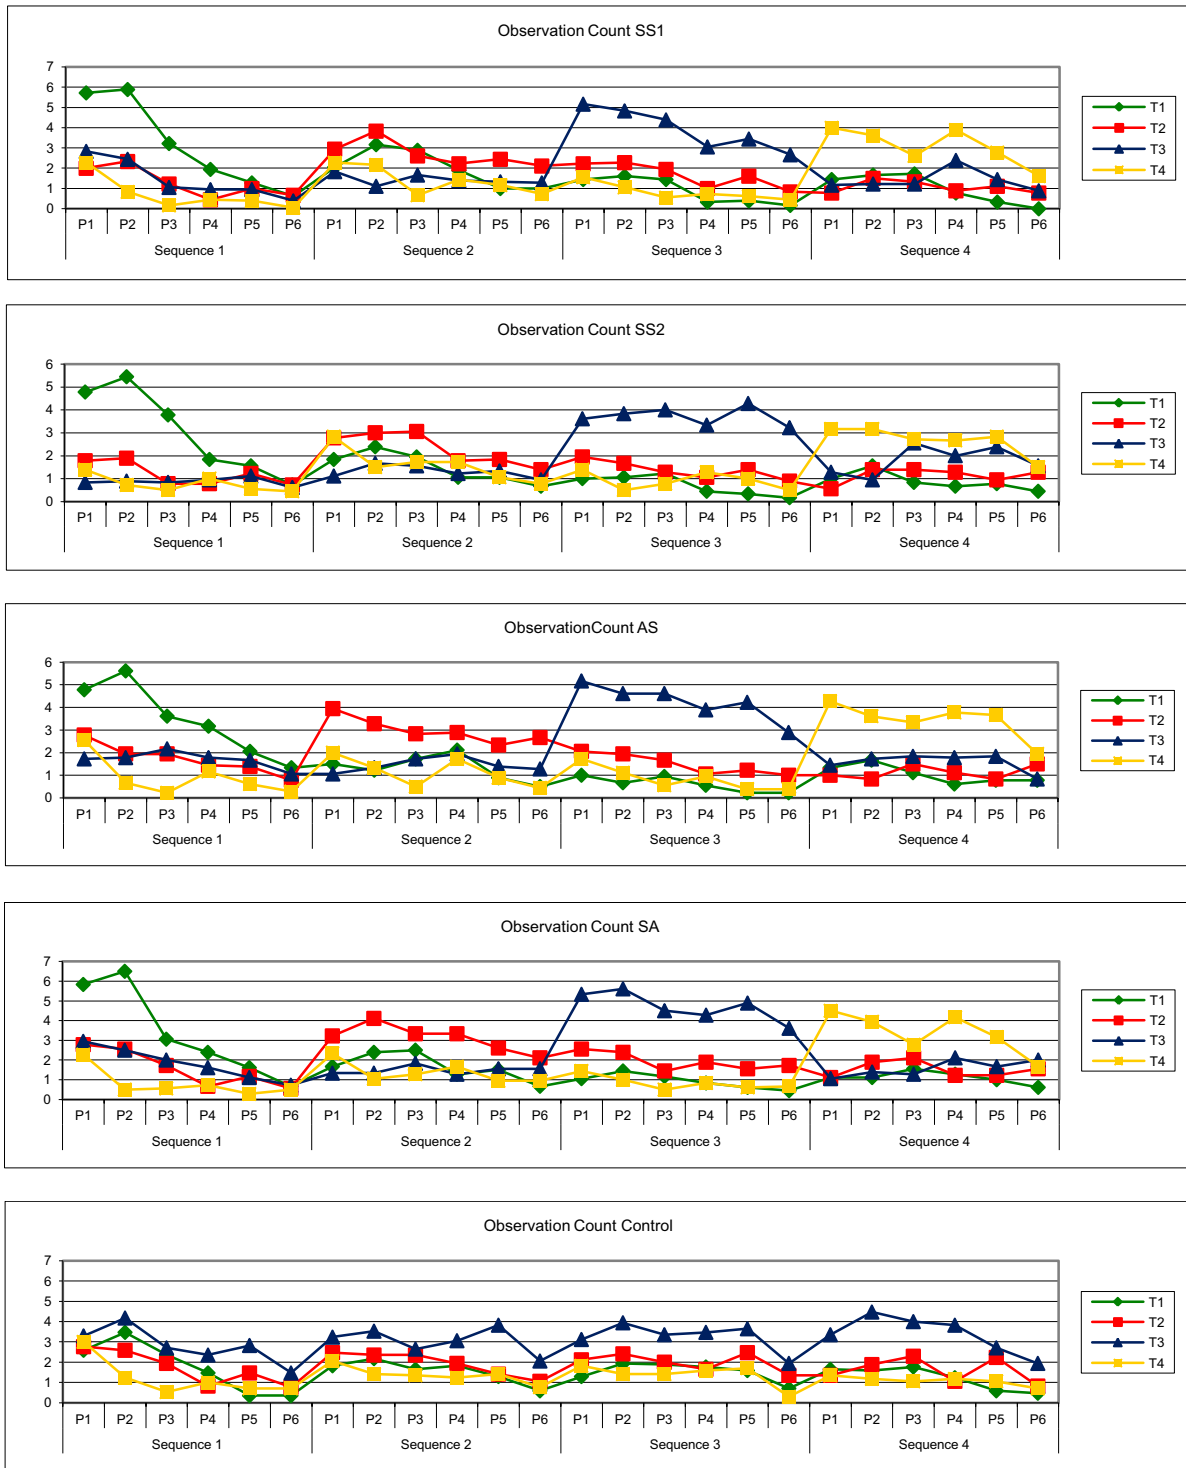 Observation Count SS1
7
6
5
4
3
2
1
0
P1 P2 P3 P4 P5 P6 P1 P2 P3 P4 P5 P6 P1 P2 P3 P4 P5 P6 P1 P2 P3 P4 P5 P6
Sequence 1 Sequence 2 Sequence 3 Sequence 4
T1
T2
T3
T4
Observation Count SS2
6
5
4
3
2
1
0
P1 P2 P3 P4 P5 P6 P1 P2 P3 P4 P5 P6 P1 P2 P3 P4 P5 P6 P1 P2 P3 P4 P5 P6
Sequence 1 Sequence 2 Sequence 3 Sequence 4
T1
T2
T3
T4
ObservationCount AS
6
5
4
3
2
1
0
P1 P2 P3 P4 P5 P6 P1 P2 P3 P4 P5 P6 P1 P2 P3 P4 P5 P6 P1 P2 P3 P4 P5 P6
Sequence 1 Sequence 2 Sequence 3 Sequence 4
T1
T2
T3
T4
Observation Count SA
7
6
5
4
3
2
1
0
P1 P2 P3 P4 P5 P6 P1 P2 P3 P4 P5 P6 P1 P2 P3 P4 P5 P6 P1 P2 P3 P4 P5 P6
Sequence 1 Sequence 2 Sequence 3 Sequence 4
T1
T2
T3
T4
Observation Count Control
7
6
5
4
3
2
1
0
P1 P2 P3 P4 P5 P6 P1 P2 P3 P4 P5 P6 P1 P2 P3 P4 P5 P6 P1 P2 P3 P4 P5 P6
Sequence 1 Sequence 2 Sequence 3 Sequence 4
T1
T2
T3
T4